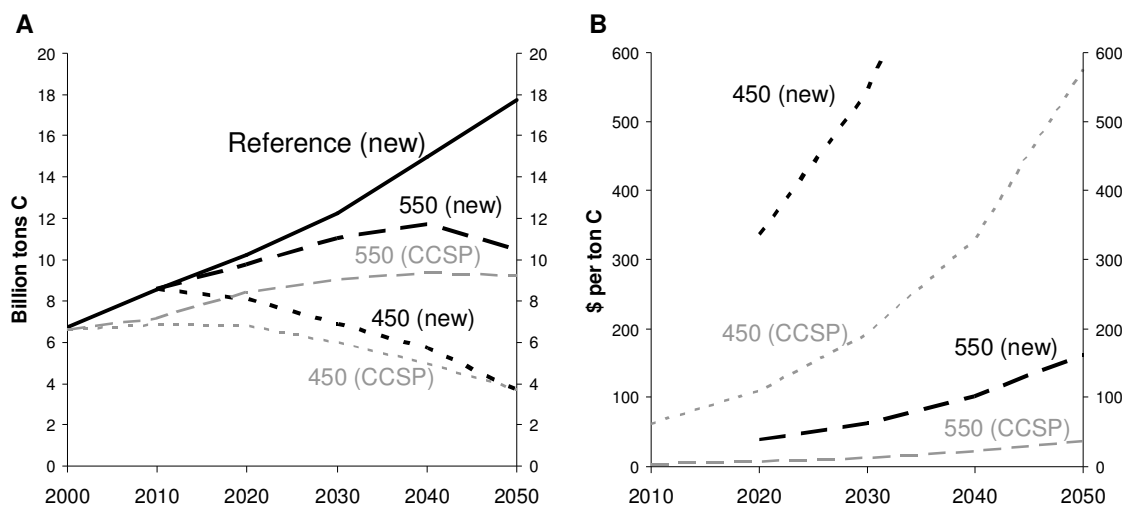 A
Billion tons C
20
18
16
14
12
10
8
6
4
2
0
20
18
16
14
12
10
8
6
4
2
0
Reference (new)
550 (new)
550 (CCSP)
450 (new)
450 (CCSP)
2000 2010 2020 2030 2040 2050
B
$ per ton C
600
500
400
300
200
100
0
600
500
400
300
200
100
0
450 (new)
450 (CCSP)
550 (new)
550 (CCSP)
2010 2020 2030 2040 2050